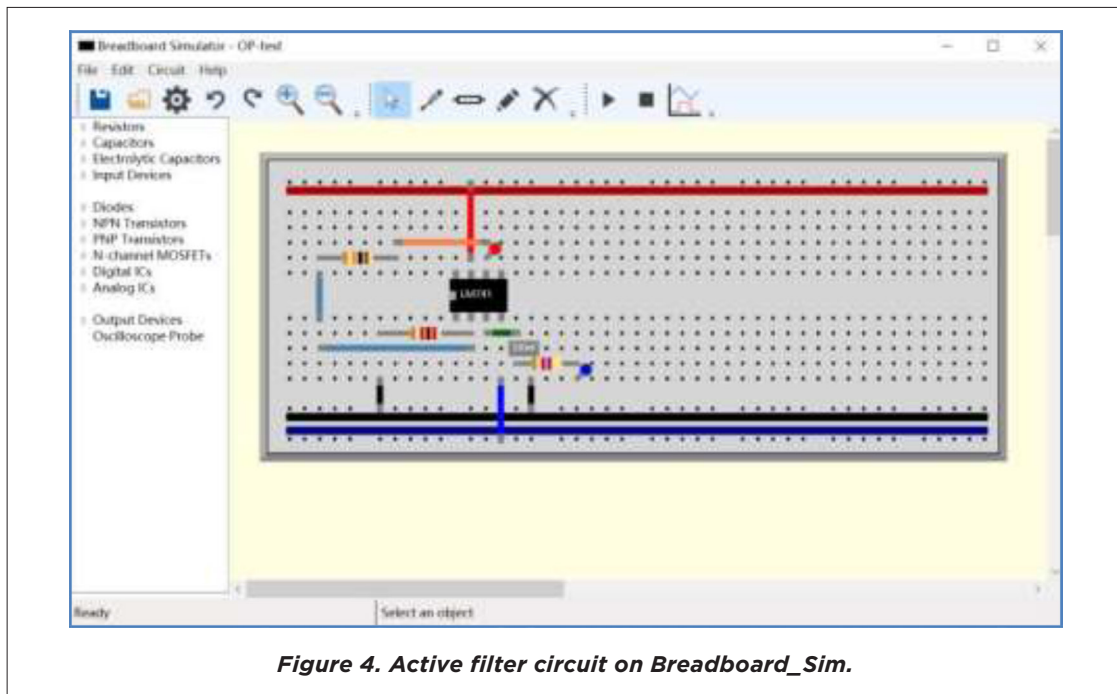 Breadboard Simulator - OP-test
File Edit Circuit Help
Resistors
Capacitors
Electrolytic Capacitors
Input Devices
Diodes
NPN Transistors
PNP Transistors
N-channel MOSFETs
Digital ICs
Analog ICs
Output Devices
Oscilloscope Probe
Ready
Select an object
Figure 4. Active filter circuit on Breadboard_Sim.